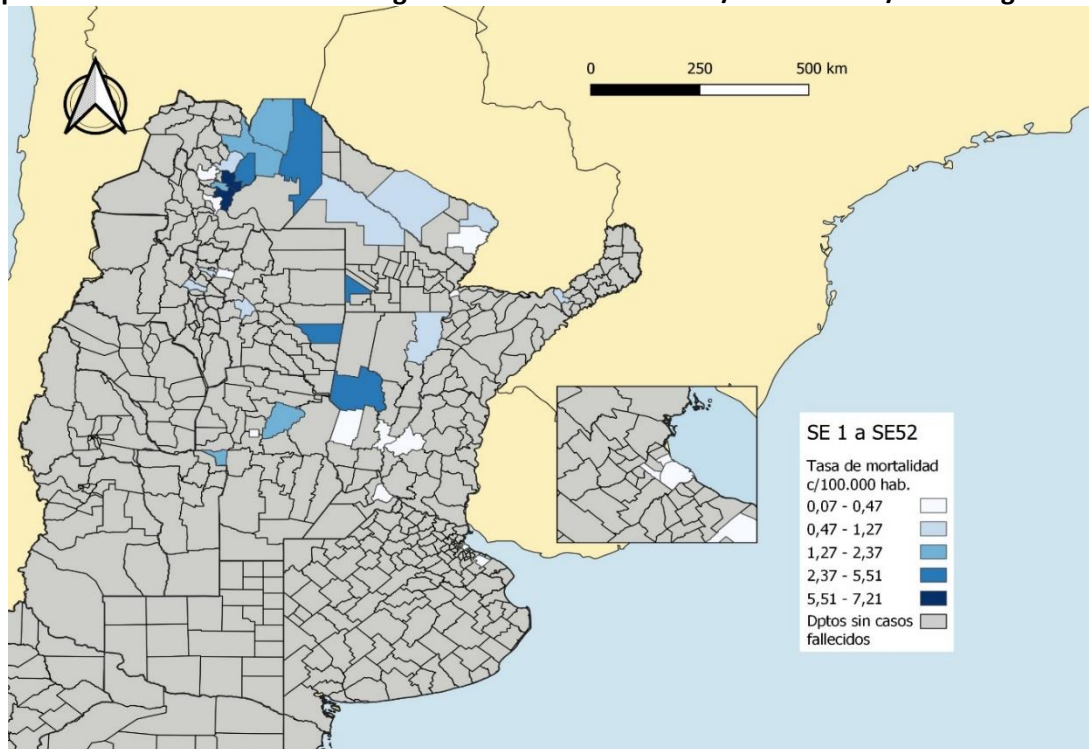 0 250 500 km
SE 1 a SE52
Tasa de mortalidad
c/100.000 hab.
0,07 - 0,47
0,47 - 1,27
1,27 - 2,37
2,37 - 5,51
5,51 - 7,21
Dptos sin casos
fallecidos